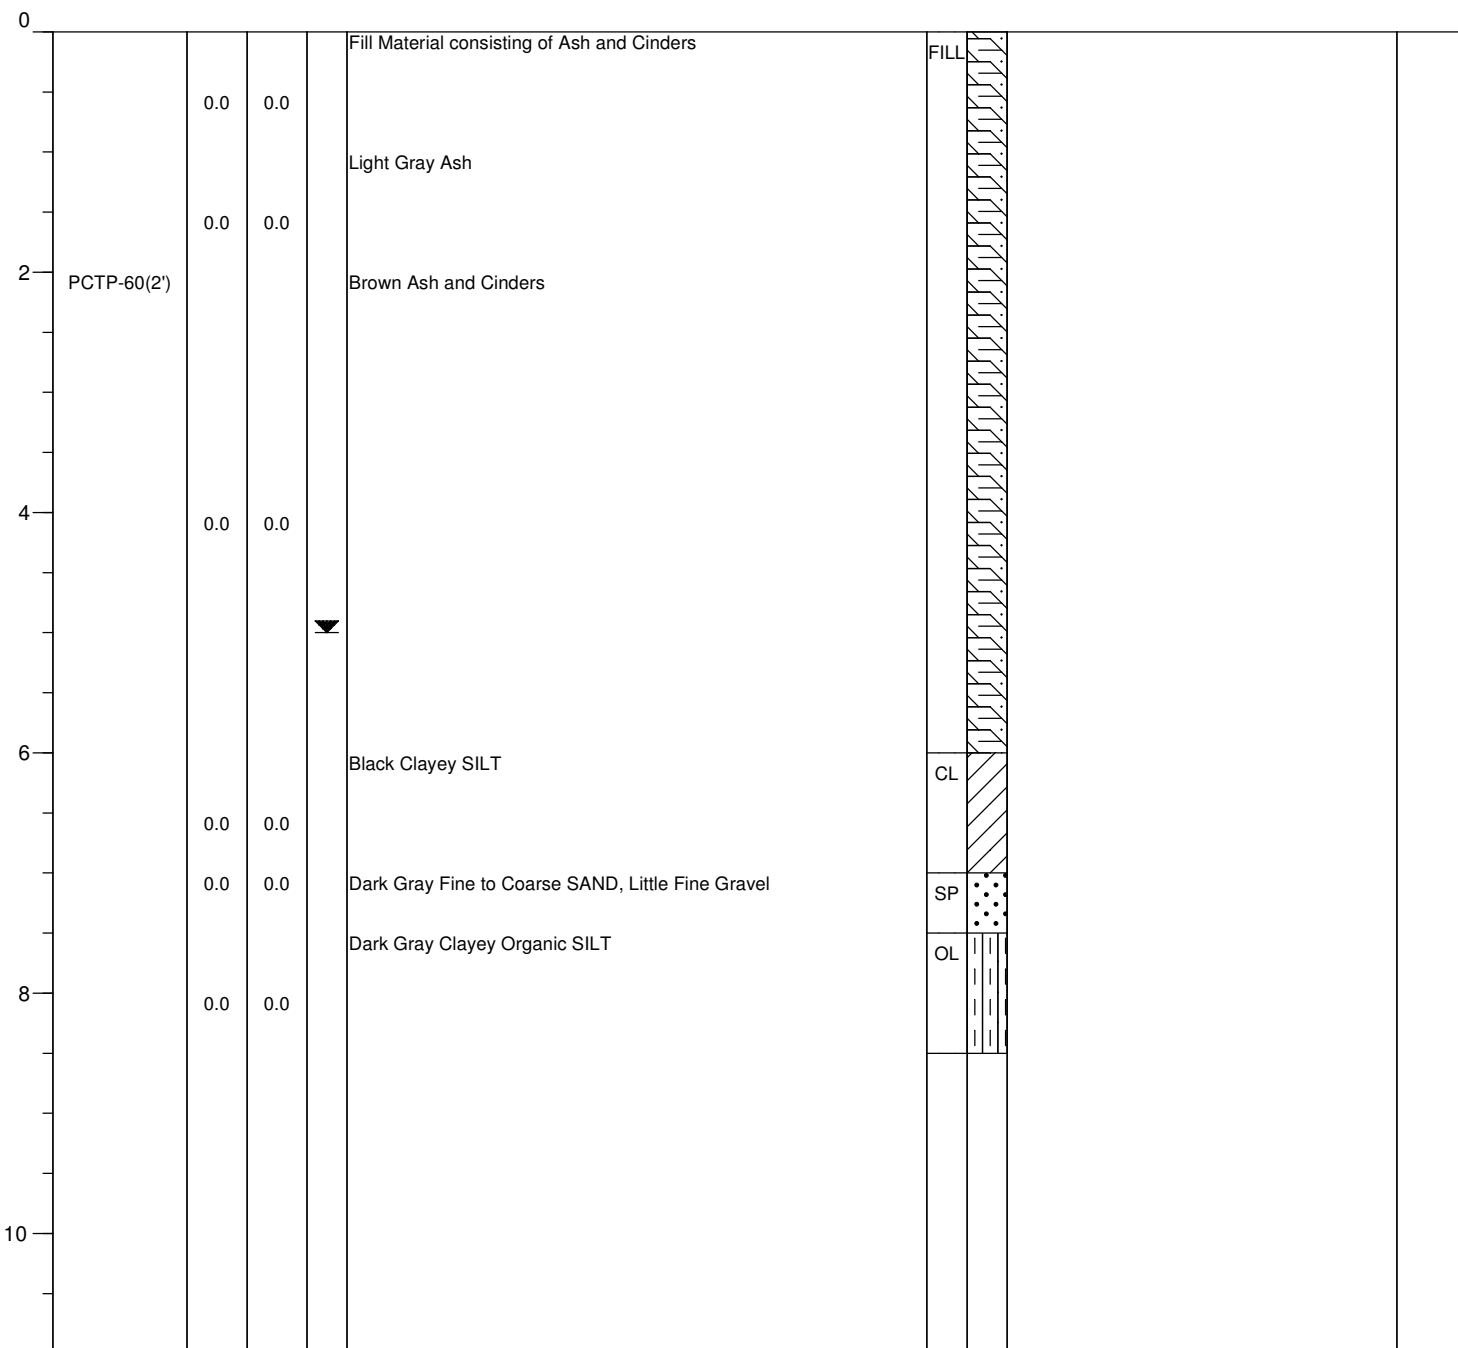 0
Fill Material consisting of Ash and Cinders
FILL
0.0 0.0
Light Gray Ash
0.0 0.0
2
PCTP-60(2')
Brown Ash and Cinders
4
0.0 0.0
6
Black Clayey SILT
CL
0.0 0.0
0.0 0.0
Dark Gray Fine to Coarse SAND, Little Fine Gravel
SP
Dark Gray Clayey Organic SILT
OL
8
0.0 0.0
10